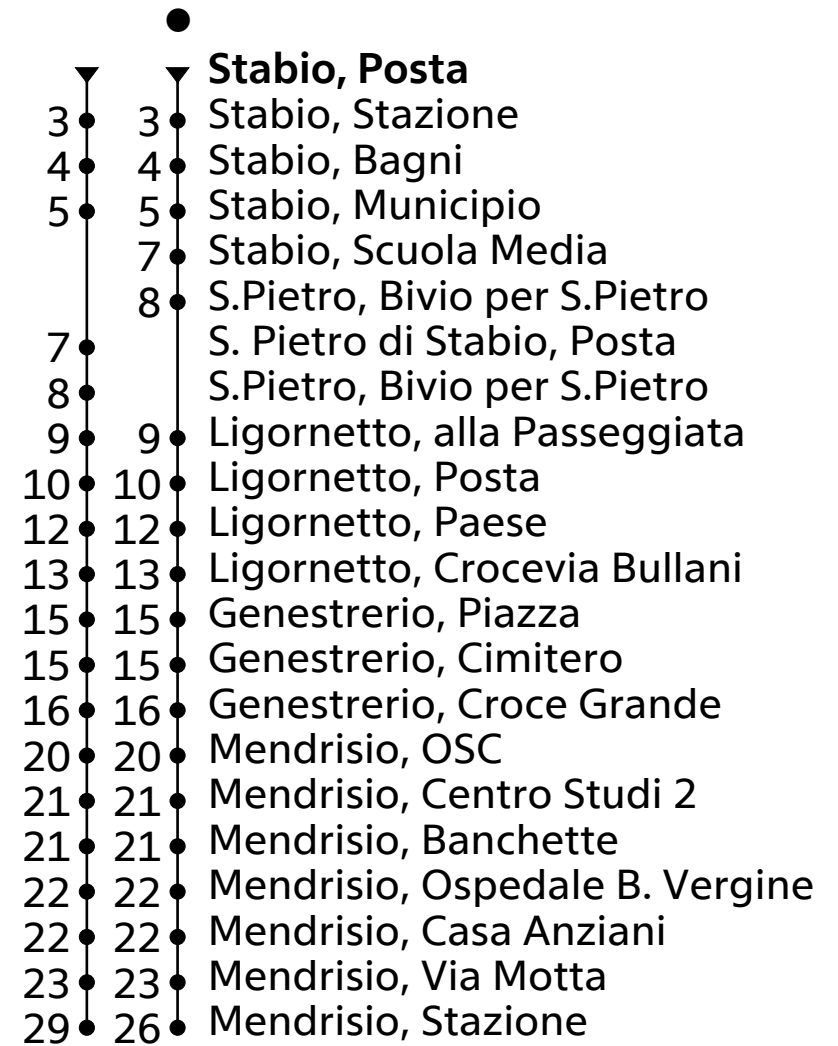 Stabio, Posta
3 3 Stabio, Stazione
4 4 Stabio, Bagni
5 5 Stabio, Municipio
7 Stabio, Scuola Media
8 S.Pietro, Bivio per S.Pietro
7 S. Pietro di Stabio, Posta
8 S.Pietro, Bivio per S.Pietro
9 9 Ligornetto, alla Passeggiata
10 10 Ligornetto, Posta
12 12 Ligornetto, Paese
13 13 Ligornetto, Crocevia Bullani
15 15 Genestrerio, Piazza
15 15 Genestrerio, Cimitero
16 16 Genestrerio, Croce Grande
20 20 Mendrisio, OSC
21 21 Mendrisio, Centro Studi 2
21 21 Mendrisio, Banchette
22 22 Mendrisio, Ospedale B. Vergine
22 22 Mendrisio, Casa Anziani
23 23 Mendrisio, Via Motta
29 26 Mendrisio, Stazione